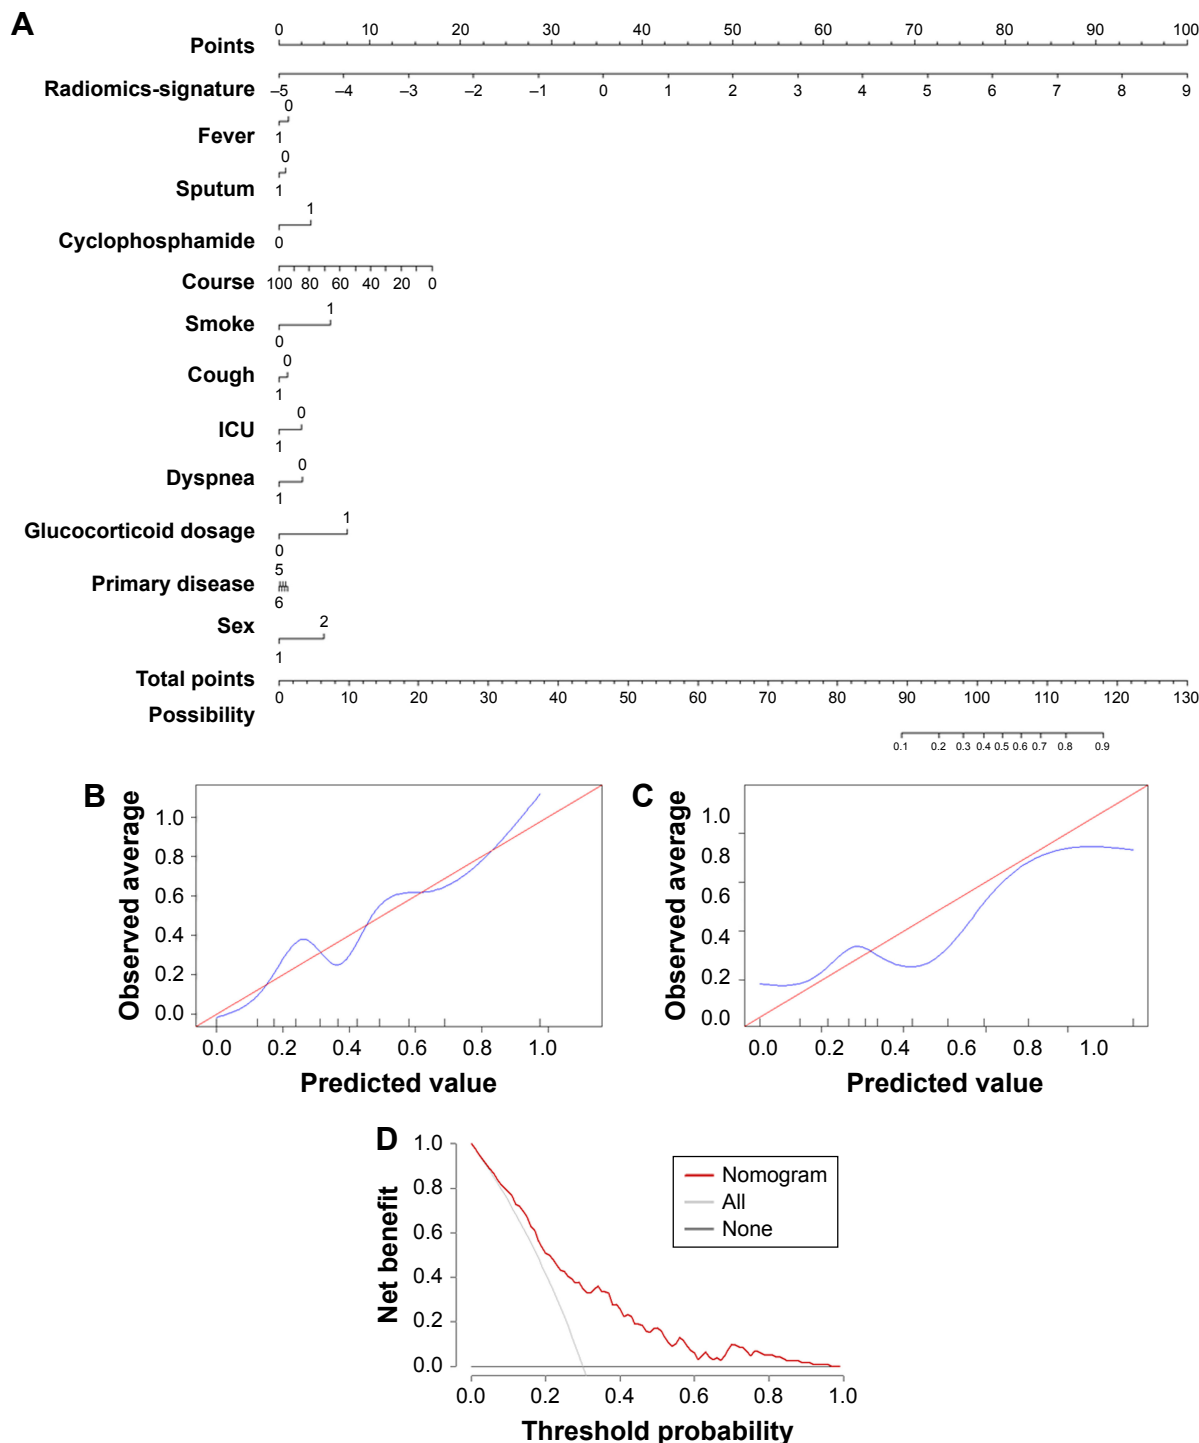 A
Points 0 10 20 30 40 50 60 70 80 90 100
Radiomics-signature –5 –4 –3 –2 –1 0 1 2 3 4 5 6 7 8 9
0
Fever 1
0
Sputum 1
1
Cyclophosphamide 0
Course 100 80 60 40 20 0
1
Smoke 0
0
Cough 1
0
ICU 1
0
Dyspnea 1
1
Glucocorticoid dosage 0
5
Primary disease 6
2
Sex 1
Total points 0 10 20 30 40 50 60 70 80 90 100 110 120 130
Possibility 0.1 0.2 0.3 0.4 0.5 0.6 0.7 0.8 0.9
B
Observed average
1.0
0.8
0.6
0.4
0.2
0.0
0.0 0.2 0.4 0.6 0.8 1.0
Predicted value
C
Observed average
1.0
0.8
0.6
0.4
0.2
0.0
0.0 0.2 0.4 0.6 0.8 1.0
Predicted value
D
Net benefit
1.0
0.8
0.6
0.4
0.2
0.0
0.0 0.2 0.4 0.6 0.8 1.0
Threshold probability
Nomogram
All
None